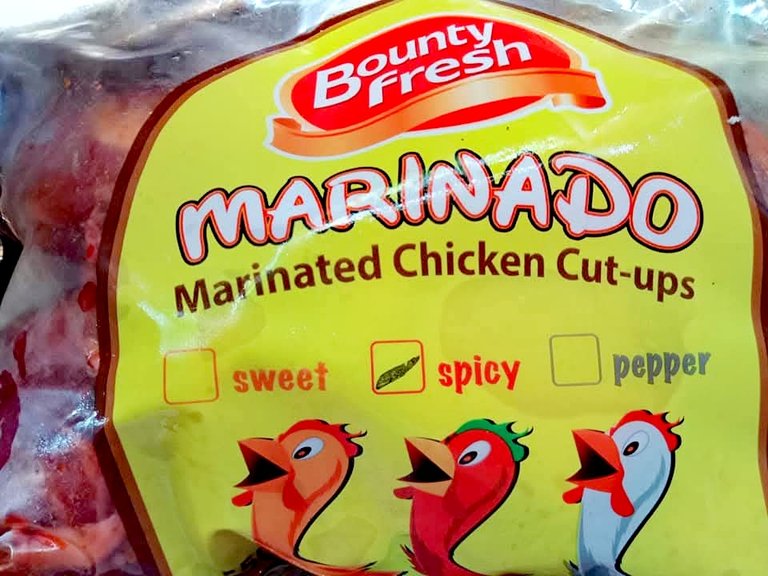 Bounty
Fresh
MARINADO
Marinated Chicken Cut-ups
sweet spicy pepper